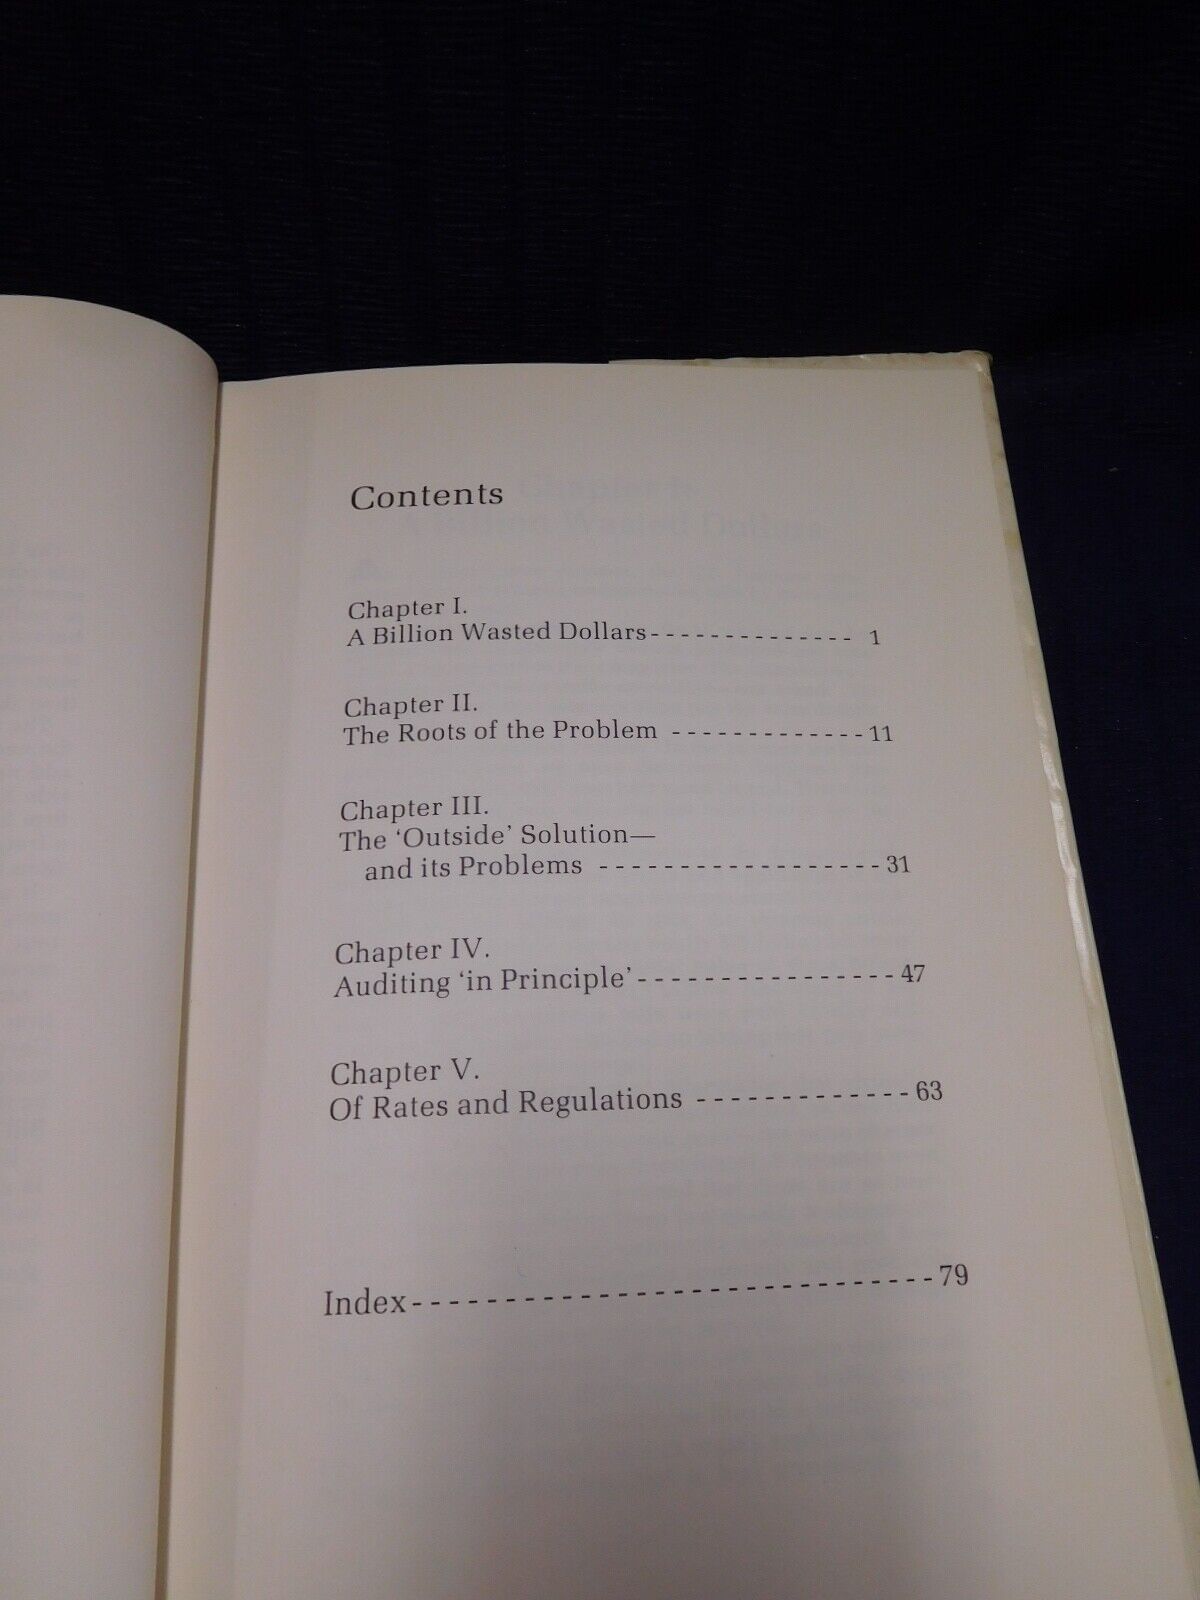 Contents
Chapter I.
A Billion Wasted Dollars-------------- 1
Chapter II.
The Roots of the Problem -------------11
Chapter III.
The ‘Outside’ Solution—
and its Problems -------------------31
Chapter IV.
Auditing ‘in Principle’-----------------47
Chapter V.
Of Rates and Regulations -------------63
Index-----------------------------79